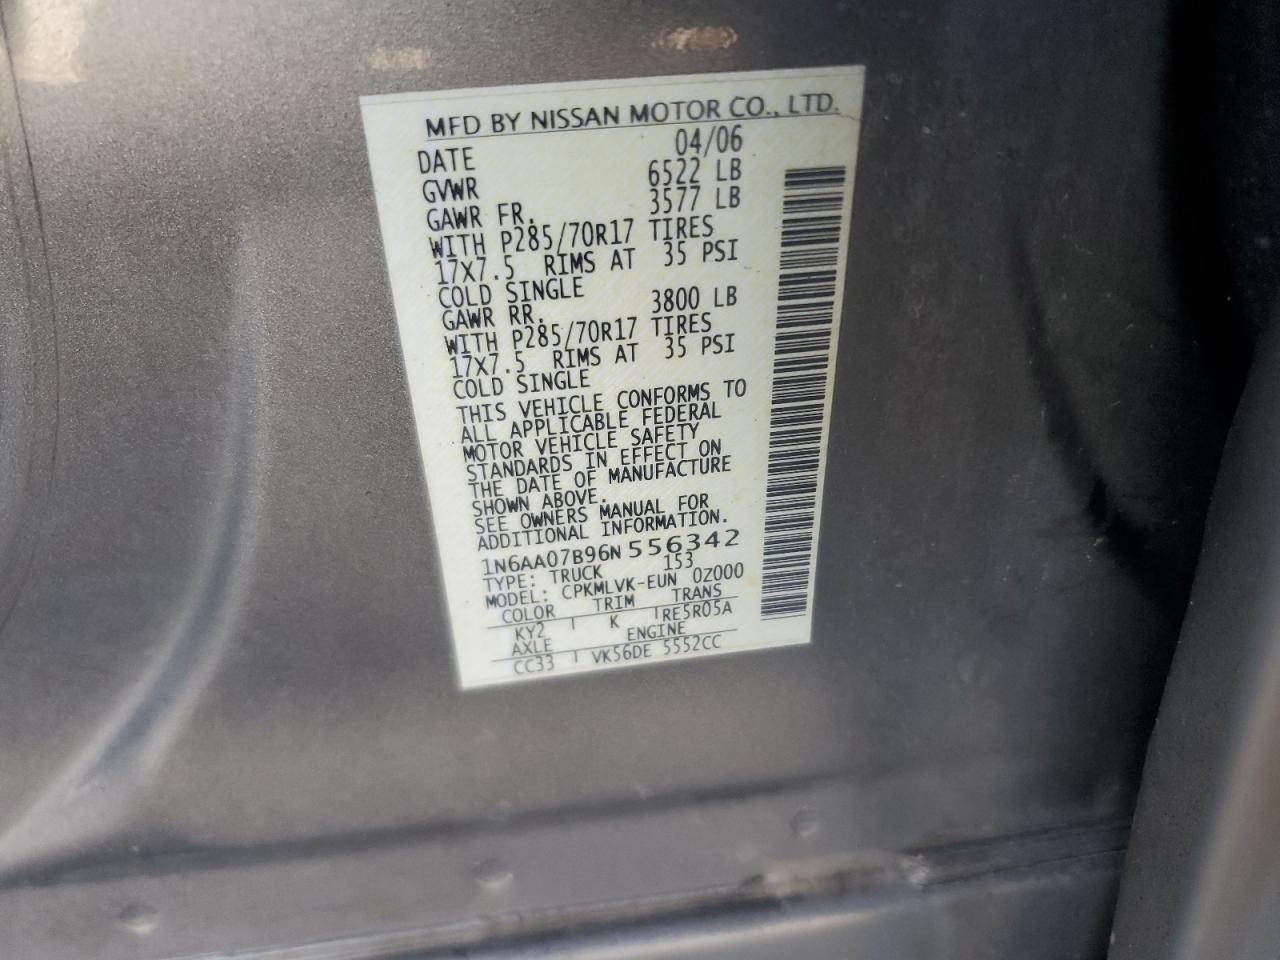 MFD BY NISSAN MOTOR CO., LTD.
DATE 04/06
GVWR 6522 LB
GAWR FR. 3577 LB
WITH P285/70R17 TIRES
17X7.5 RIMS AT 35 PSI
COLD SINGLE
GAWR RR. 3800 LB
WITH P285/70R17 TIRES
17X7.5 RIMS AT 35 PSI
COLD SINGLE
THIS VEHICLE CONFORMS TO
ALL APPLICABLE FEDERAL
MOTOR VEHICLE SAFETY
STANDARDS IN EFFECT ON
THE DATE OF MANUFACTURE
SHOWN ABOVE.
SEE OWNERS MANUAL FOR
ADDITIONAL INFORMATION.
1N6AA07B96N 556342
TYPE: TRUCK 153
MODEL: CPKMLVK-EUN 0Z000
COLOR TRIM TRANS
KY2 K RE5R05A
AXLE ENGINE
CC33 VK56DE 5552CC